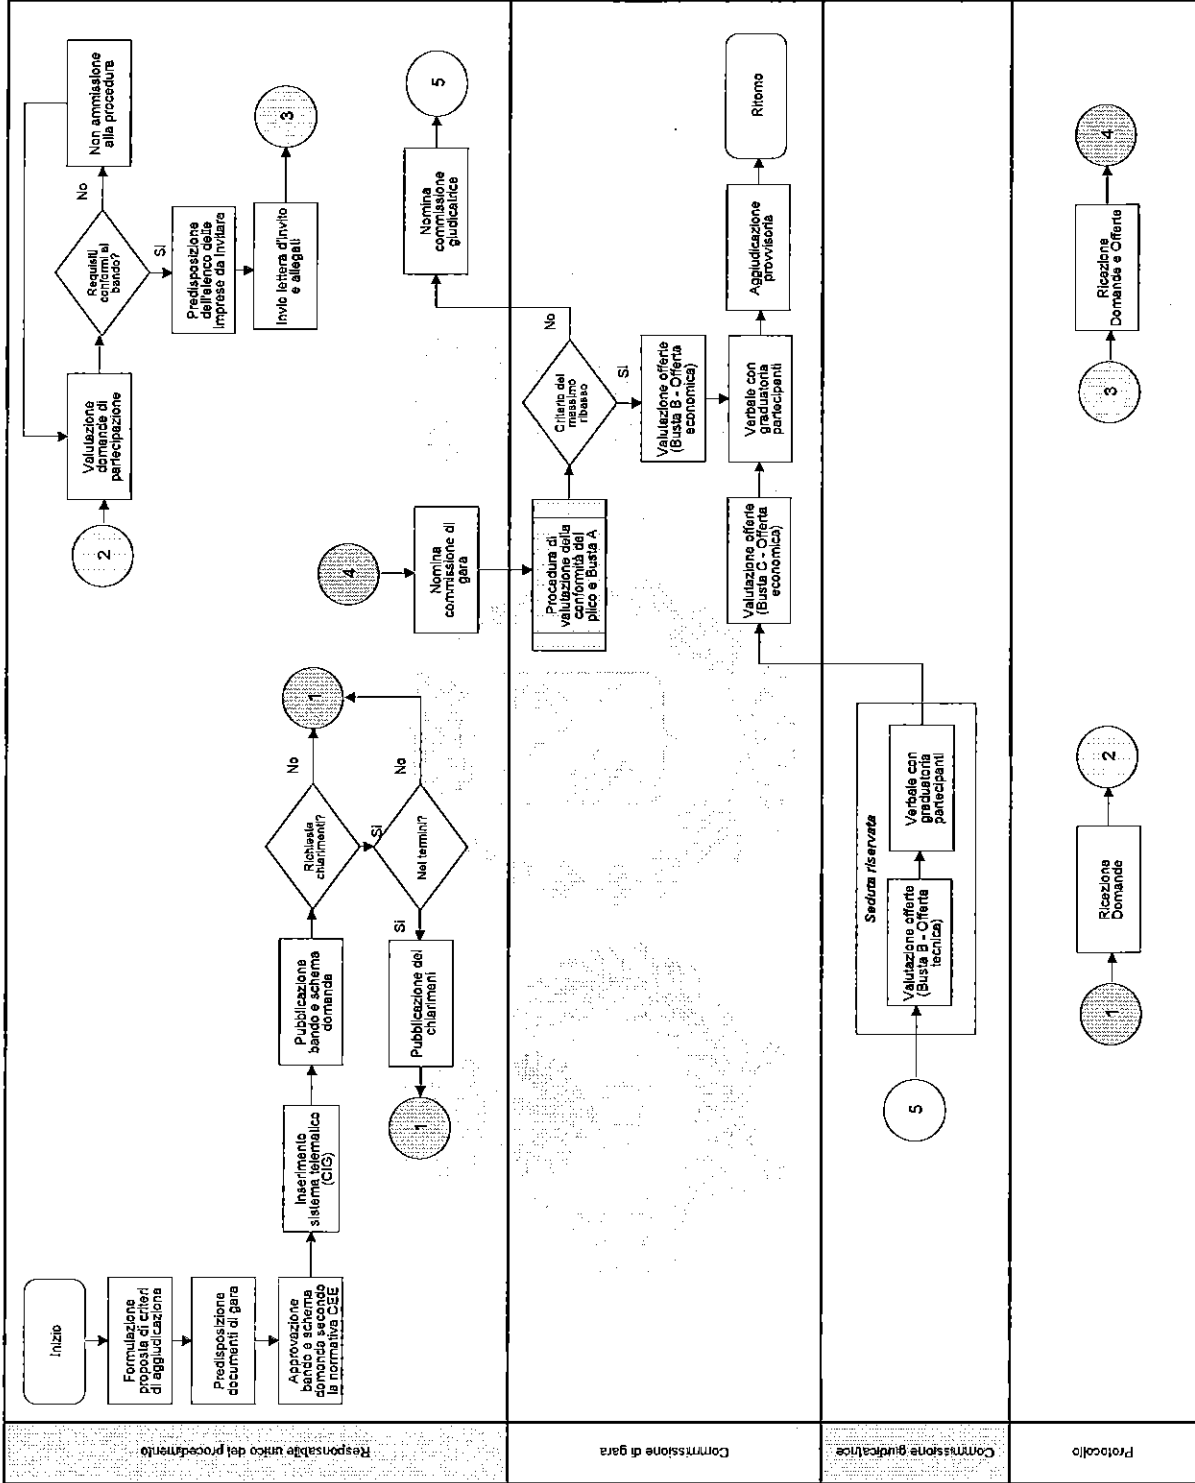 Responsabile unico del procedimento
Inizio
Formulazione
proposta di criteri
di aggiudicazione
Predisposizione
documenti di gara
Approvazione
bando e schema
domanda secondo
la normativa CEE
Inserimento
sistema telematico
(CIG)
Pubblicazione
bando e schema
domanda
Richiesta
chiarimenti?
No
Si
1
Nei termini?
No
Si
Pubblicazione dei
chiarimeni
1
2
Valutazione
domande di
partecipazione
Requisiti
conformi al
bando?
No
Non ammissione
alla procedura
Si
Predisposizione
dell'elenco delle
imprese da invitare
Invio lettera d'invito
e allegati
3
4
Nomina
commissione di
gara
Nomina
commissione
giudicatrice
5
Commissione di gara
Procedura di
valutazione della
conformità del
plico e Busta A
Criterio del
massimo
ribasso
No
Si
Valutazione offerte
(Busta B - Offerta
economica)
Valutazione offerte
(Busta C - Offerta
economica)
Verbale con
graduatoria
partecipanti
Aggiudicazione
provvisoria
Ritorno
Commissione giudicatrice
5
Seduta riservata
Valutazione offerte
(Busta B - Offerta
tecnica)
Verbale con
graduatoria
partecipanti
Protocollo
1
Ricezione
Domande
2
3
Ricazione
Domande e Offerte
4